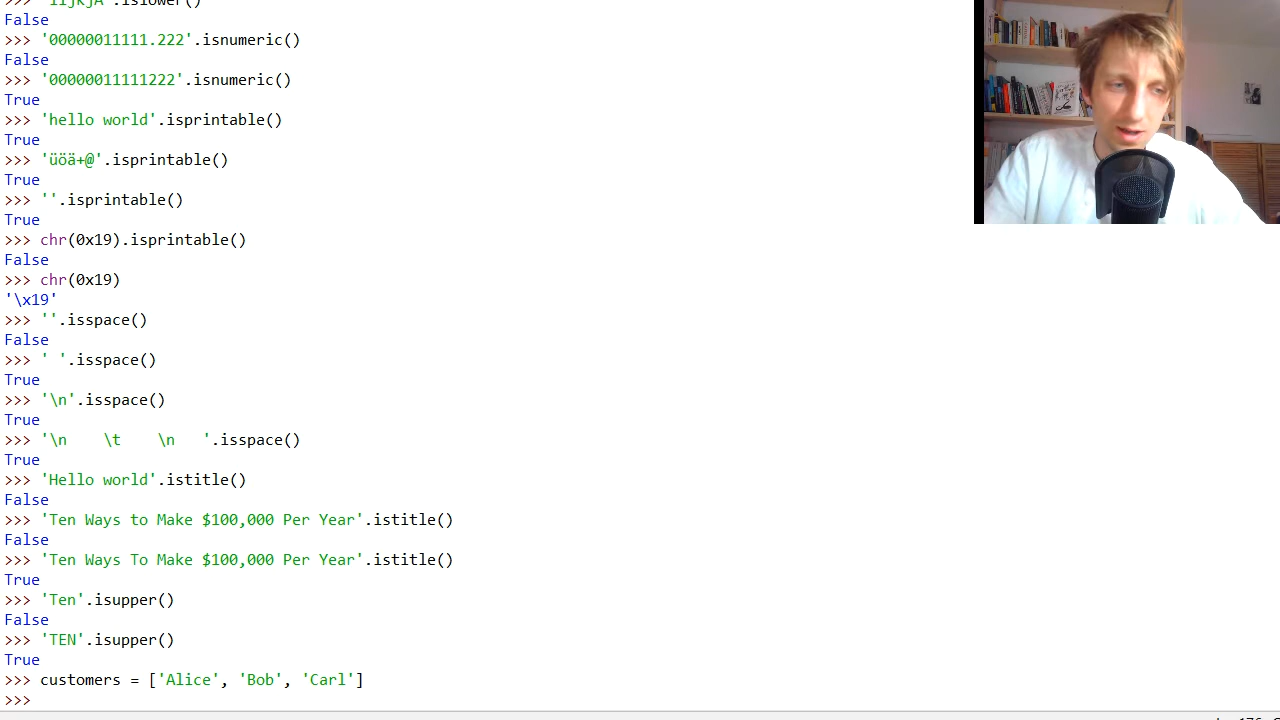 >>> 'iijkjA'.islower()
False
>>> '00000011111.222'.isnumeric()
False
>>> '00000011111222'.isnumeric()
True
>>> 'hello world'.isprintable()
True
>>> 'üöä+@'.isprintable()
True
>>> ''.isprintable()
True
>>> chr(0x19).isprintable()
False
>>> chr(0x19)
'\x19'
>>> ''.isspace()
False
>>> ' '.isspace()
True
>>> '\n'.isspace()
True
>>> '\n    \t    \n   '.isspace()
True
>>> 'Hello world'.istitle()
False
>>> 'Ten Ways to Make $100,000 Per Year'.istitle()
False
>>> 'Ten Ways To Make $100,000 Per Year'.istitle()
True
>>> 'Ten'.isupper()
False
>>> 'TEN'.isupper()
True
>>> customers = ['Alice', 'Bob', 'Carl']
>>>